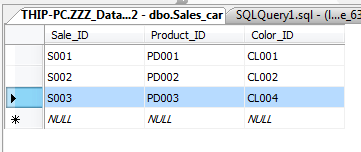 THIP-PC.ZZZ_Data...2 - dbo.Sales_car SQLQuery1.sql - (l...e_63
Sale_ID Product_ID Color_ID
S001 PD001 CL001
S002 PD002 CL002
S003 PD003 CL004
NULL NULL NULL